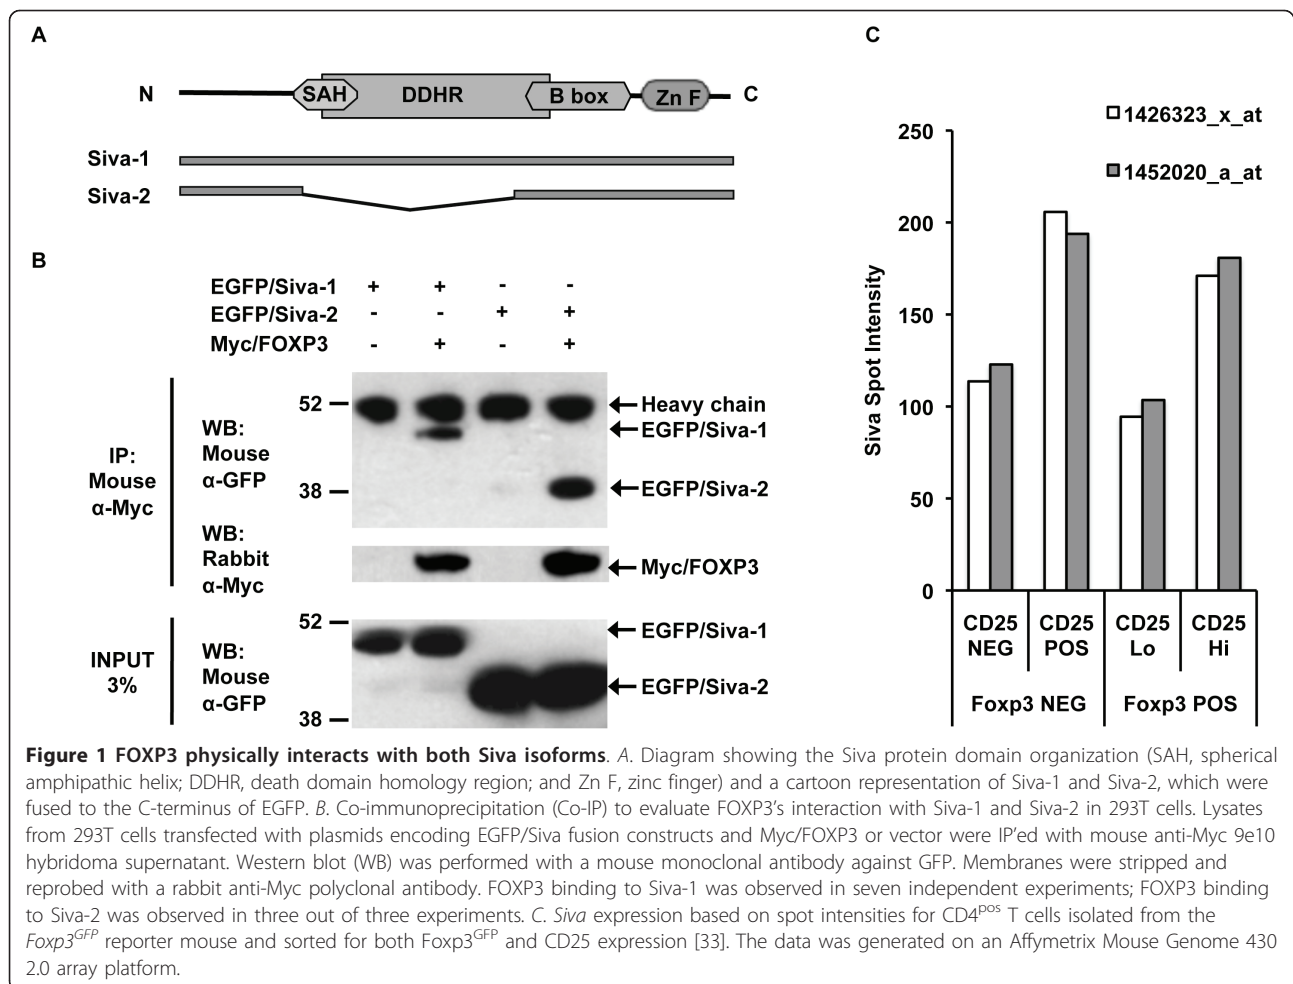 A
N
SAH
DDHR
B box
Zn F
C
Siva-1
Siva-2
B
EGFP/Siva-1 + + - -
EGFP/Siva-2 - - + +
Myc/FOXP3 - + - +
IP:
Mouse
α-Myc
WB:
Mouse
α-GFP
52
38
Heavy chain
EGFP/Siva-1
EGFP/Siva-2
WB:
Rabbit
α-Myc
Myc/FOXP3
INPUT
3%
WB:
Mouse
α-GFP
52
38
EGFP/Siva-1
EGFP/Siva-2
C
1426323_x_at
1452020_a_at
Siva Spot Intensity
250
200
150
100
50
0
CD25 NEG
CD25 POS
CD25 Lo
CD25 Hi
Foxp3 NEG
Foxp3 POS
Figure 1 FOXP3 physically interacts with both Siva isoforms. A. Diagram showing the Siva protein domain organization (SAH, spherical
amphipathic helix; DDHR, death domain homology region; and Zn F, zinc finger) and a cartoon representation of Siva-1 and Siva-2, which were
fused to the C-terminus of EGFP. B. Co-immunoprecipitation (Co-IP) to evaluate FOXP3's interaction with Siva-1 and Siva-2 in 293T cells. Lysates
from 293T cells transfected with plasmids encoding EGFP/Siva fusion constructs and Myc/FOXP3 or vector were IP'ed with mouse anti-Myc 9e10
hybridoma supernatant. Western blot (WB) was performed with a mouse monoclonal antibody against GFP. Membranes were stripped and
reprobed with a rabbit anti-Myc polyclonal antibody. FOXP3 binding to Siva-1 was observed in seven independent experiments; FOXP3 binding
to Siva-2 was observed in three out of three experiments. C. Siva expression based on spot intensities for CD4pos T cells isolated from the
Foxp3GFP reporter mouse and sorted for both Foxp3GFP and CD25 expression [33]. The data was generated on an Affymetrix Mouse Genome 430
2.0 array platform.